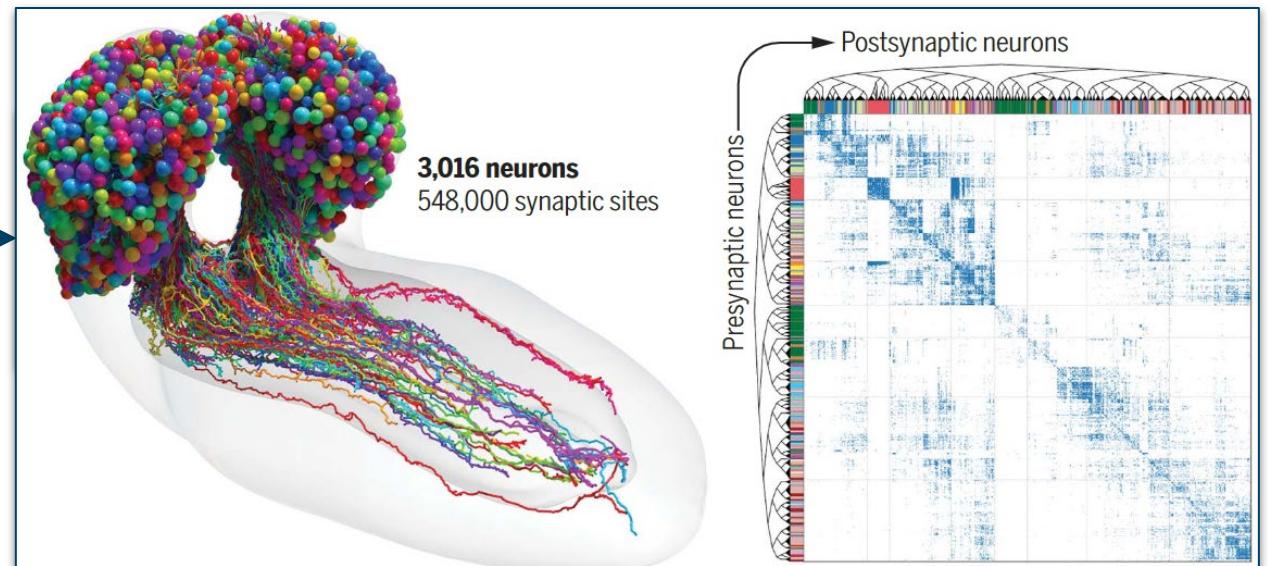 3,016 neurons
548,000 synaptic sites
Postsynaptic neurons
Presynaptic neurons